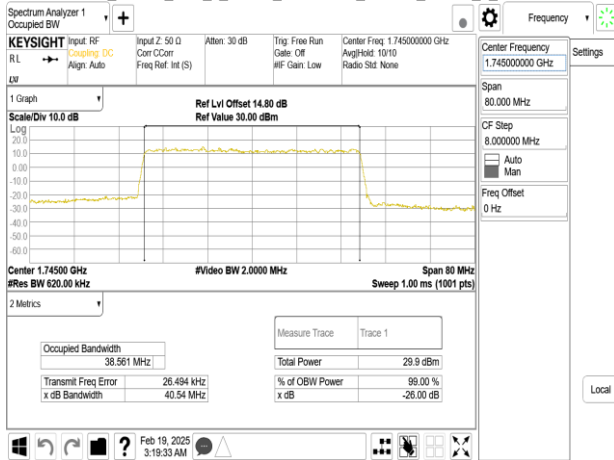 Spectrum Analyzer 1
Occupied BW
Frequency
KEYSIGHT
RL
LXI
Input: RF
Coupling: DC
Align: Auto
Input Z: 50 Ω
Corr CCorr
Freq Ref: Int (S)
Atten: 30 dB
Trig: Free Run
Gate: Off
#IF Gain: Low
Center Freq: 1.745000000 GHz
Avg|Hold: 10/10
Radio Std: None
Center Frequency
1.745000000 GHz
Settings
Span
80.000 MHz
CF Step
8.000000 MHz
Auto
Man
Freq Offset
0 Hz
Local
1 Graph
Scale/Div 10.0 dB
Ref Lvl Offset 14.80 dB
Ref Value 30.00 dBm
Log
20.0
10.0
0.00
-10.0
-20.0
-30.0
-40.0
-50.0
-60.0
Center 1.74500 GHz
#Video BW 2.0000 MHz
Span 80 MHz
#Res BW 620.00 kHz
Sweep 1.00 ms (1001 pts)
2 Metrics
Measure Trace Trace 1
Occupied Bandwidth
38.561 MHz
Total Power 29.9 dBm
Transmit Freq Error 26.494 kHz
% of OBW Power 99.00 %
x dB Bandwidth 40.54 MHz
x dB -26.00 dB
?
Feb 19, 2025
3:19:33 AM